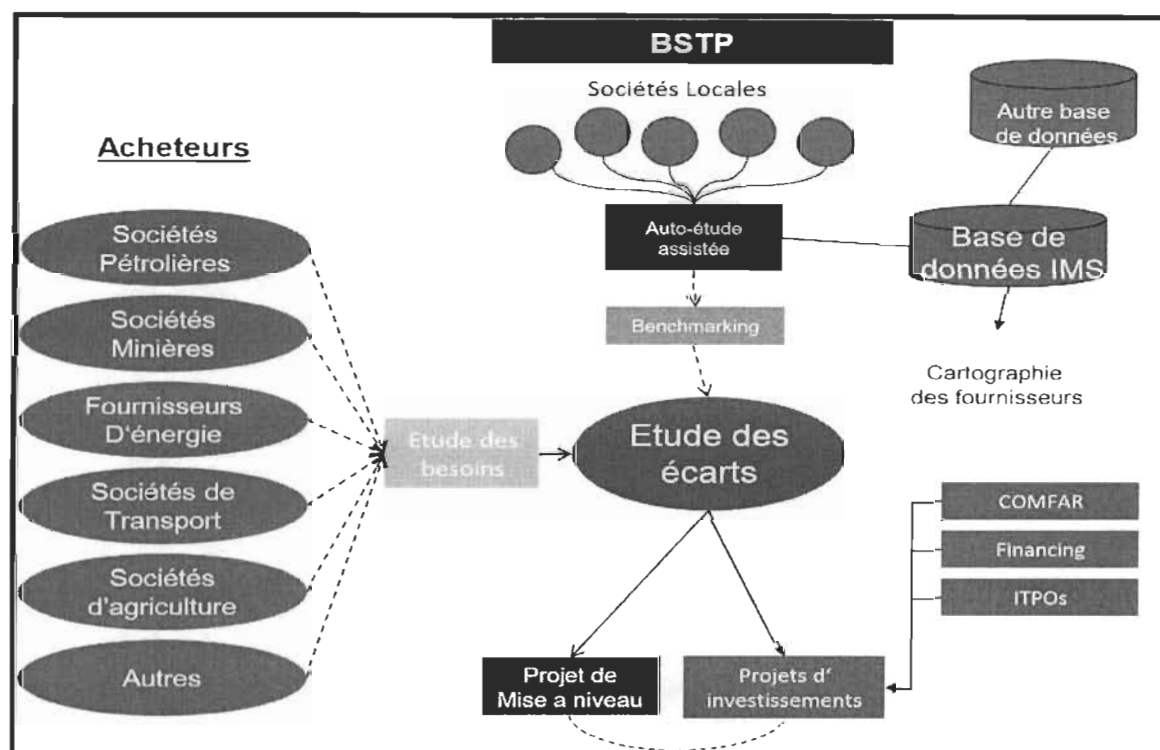 BSTP
Sociétés Locales
Autre base
de données
Acheteurs
Sociétés
Pétrolières
Auto-étude
assistée
Base de
données IMS
Sociétés
Minières
Benchmarking
Cartographie
des fournisseurs
Fournisseurs
D'énergie
Etude des
besoins
Etude des
écarts
Sociétés de
Transport
COMFAR
Financing
ITPOs
Sociétés
d'agriculture
Autres
Projet de
Mise a niveau
Projets d'
investissements